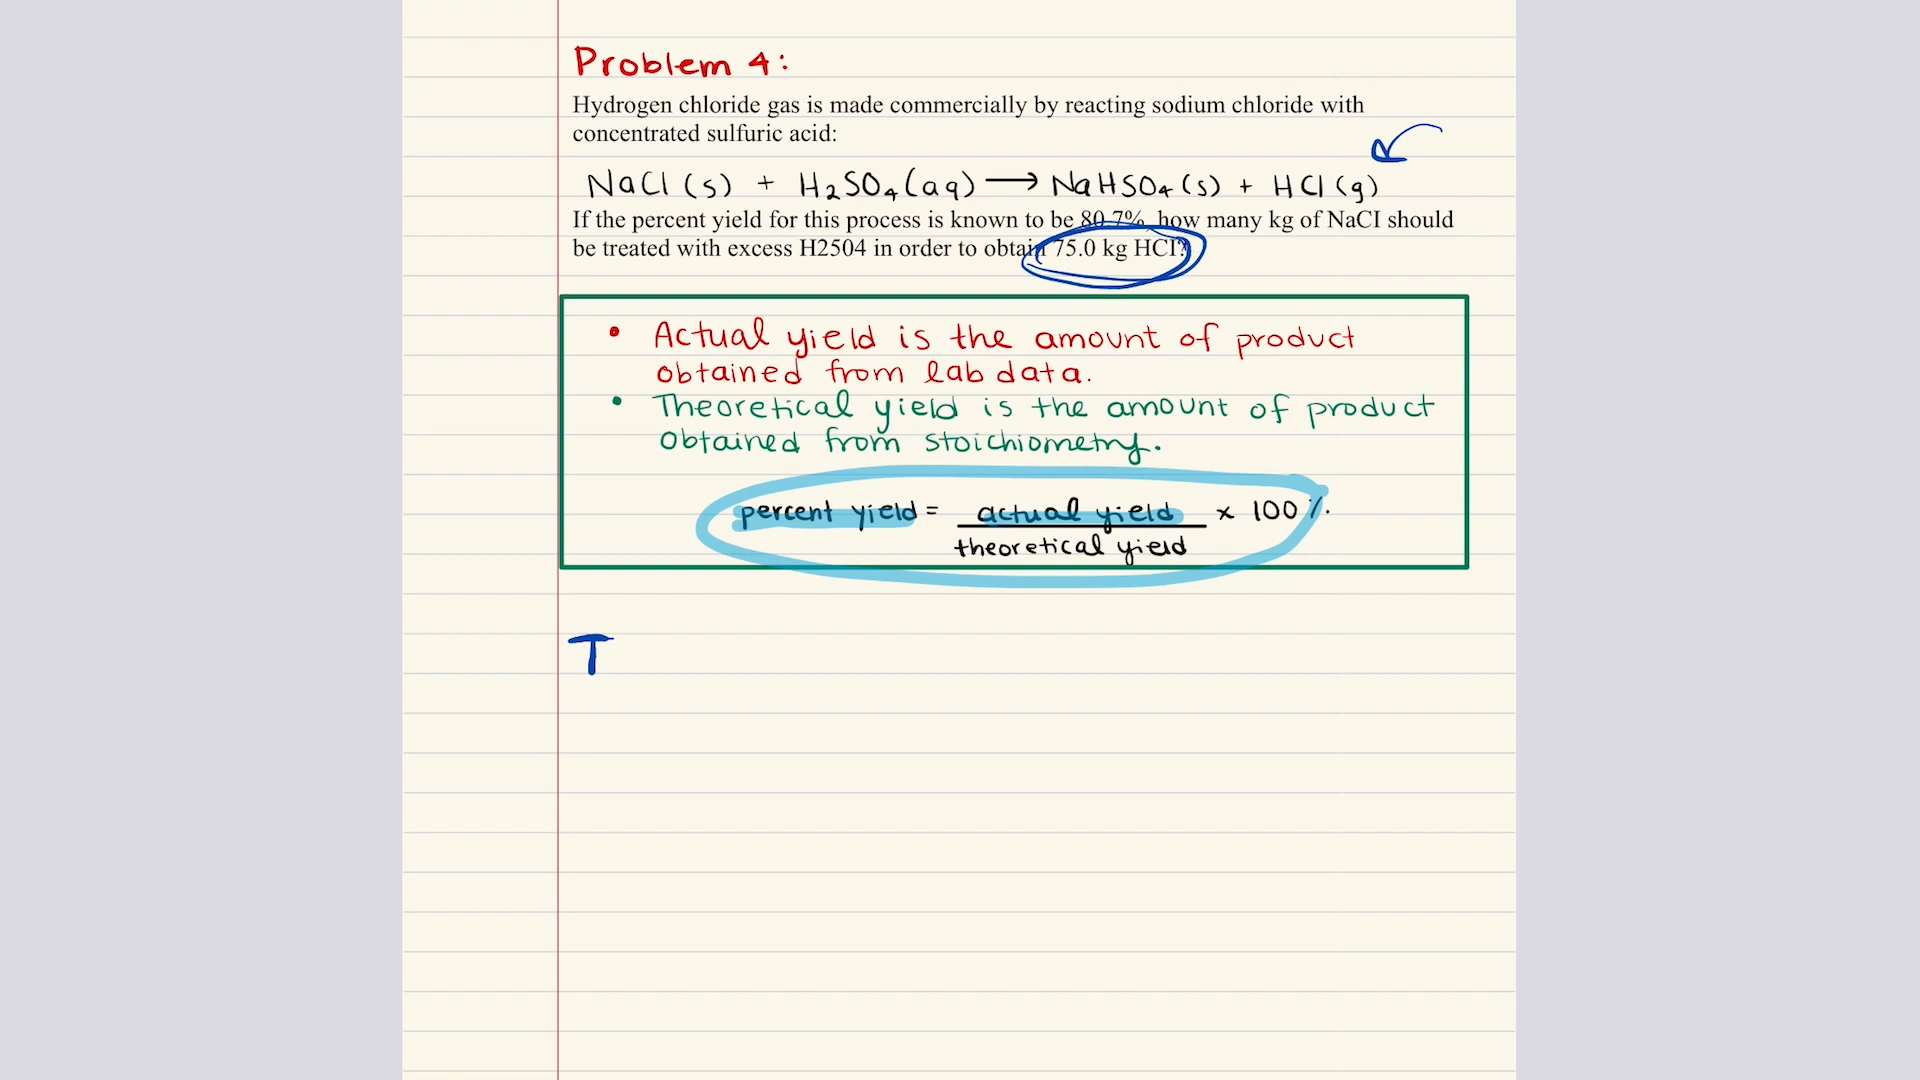 Problem 4:
Hydrogen chloride gas is made commercially by reacting sodium chloride with
concentrated sulfuric acid:
NaCl (s) + H₂SO₄ (aq) ⟶ NaHSO₄ (s) + HCl (g)
If the percent yield for this process is known to be 80.7%, how many kg of NaCI should
be treated with excess H2504 in order to obtain 75.0 kg HCI?
• Actual yield is the amount of product
obtained from lab data.
• Theoretical yield is the amount of product
obtained from stoichiometry.
percent yield = actual yield × 100 %.
theoretical yield
T